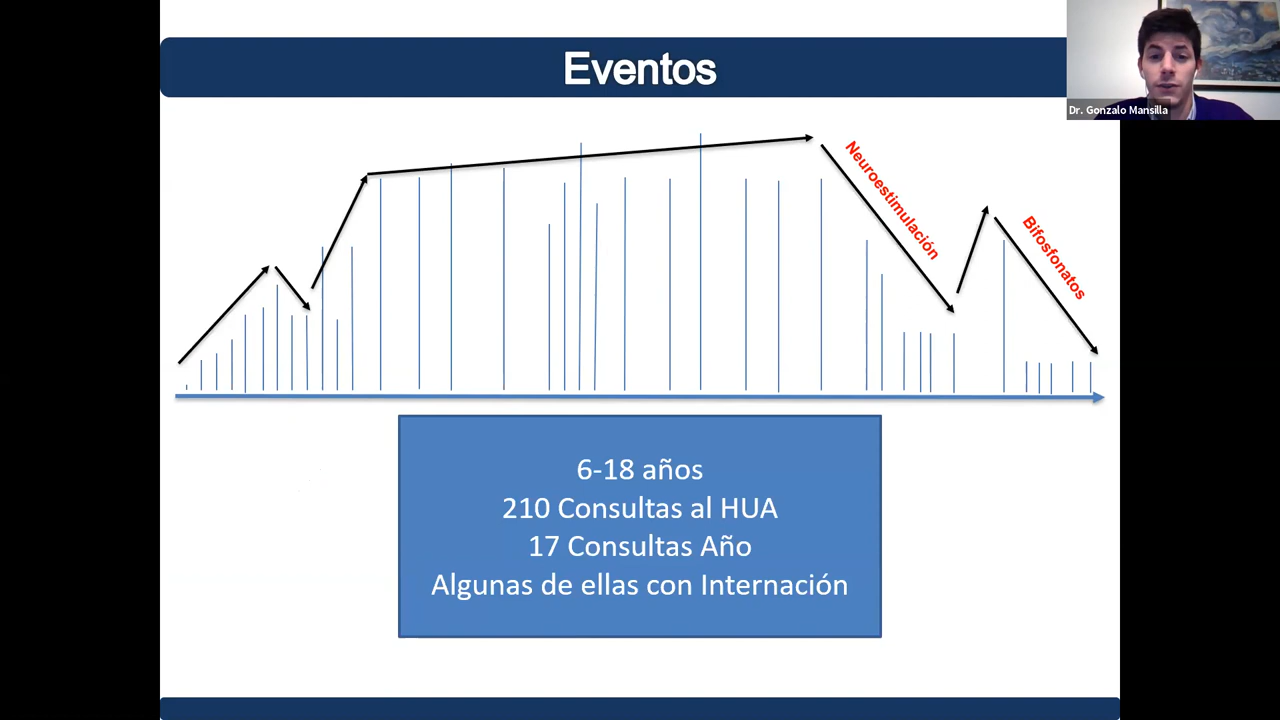 Eventos
Dr. Gonzalo Mansilla
Neuroestimulación
Bifosfonatos
6-18 años
210 Consultas al HUA
17 Consultas Año
Algunas de ellas con Internación